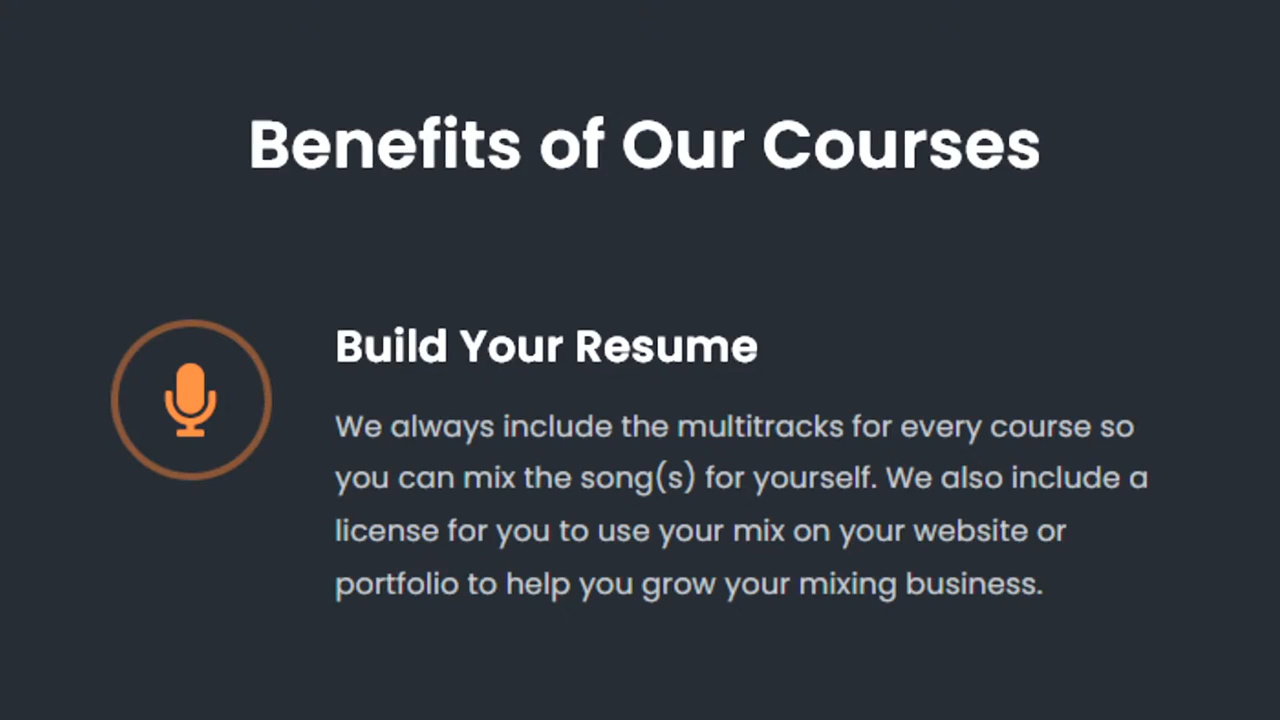 Benefits of Our Courses
Build Your Resume
We always include the multitracks for every course so
you can mix the song(s) for yourself. We also include a
license for you to use your mix on your website or
portfolio to help you grow your mixing business.